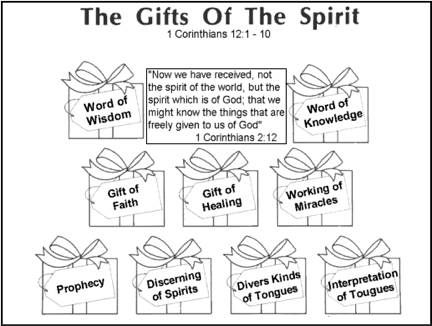 The Gifts Of The Spirit
1 Corinthians 12:1 - 10
Word of
Wisdom
"Now we have received, not
the spirit of the world, but the
spirit which is of God; that we
might know the things that are
freely given to us of God"
1 Corinthians 2:12
Word of
Knowledge
Gift of
Faith
Gift of
Healing
Working of
Miracles
Prophecy
Discerning
of Spirits
Divers Kinds
of Tongues
Interpretation
of Tougues